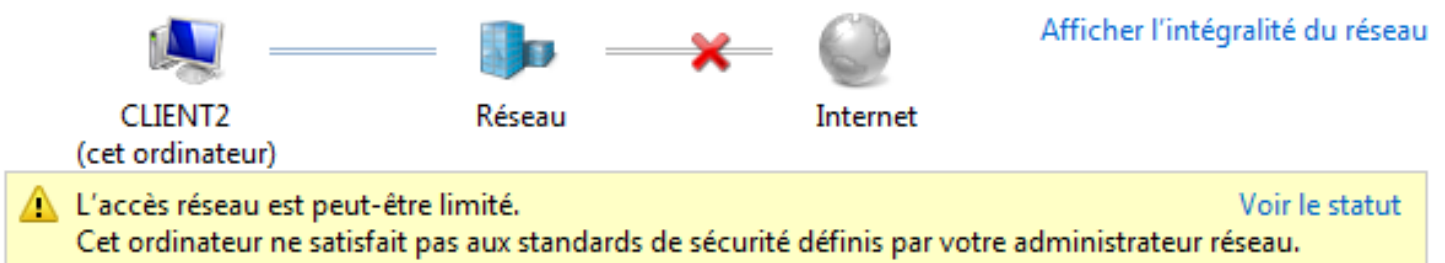 Afficher l'intégralité du réseau
CLIENT2
(cet ordinateur)
Réseau
Internet
L'accès réseau est peut-être limité.
Voir le statut
Cet ordinateur ne satisfait pas aux standards de sécurité définis par votre administrateur réseau.